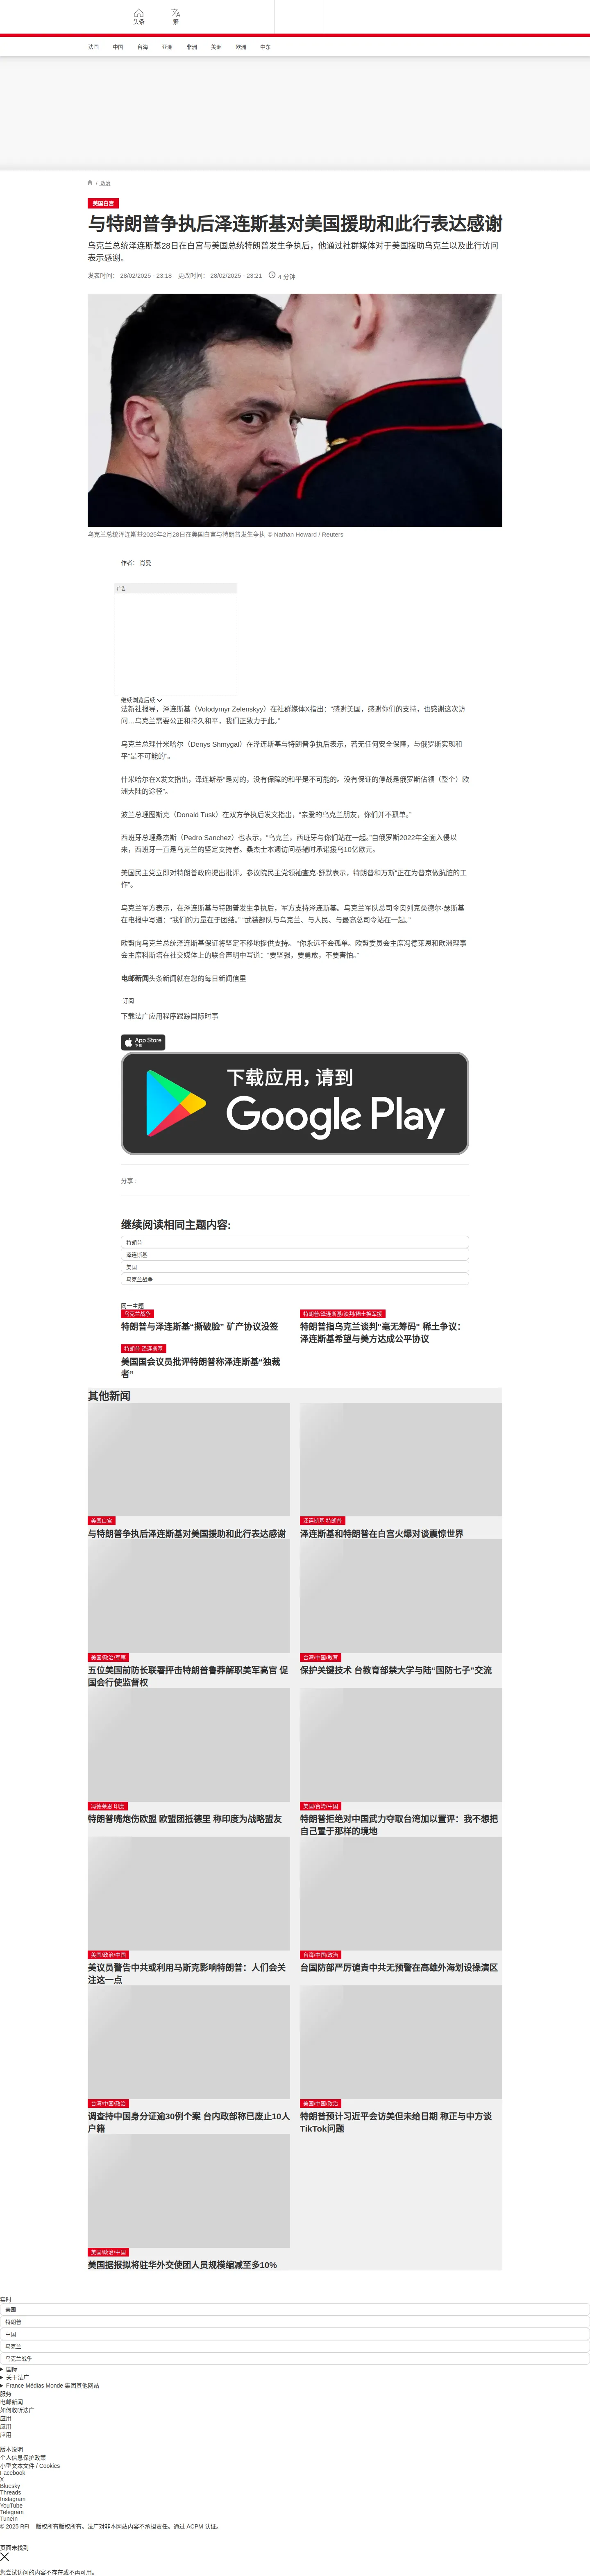 头条
繁
法国 中国 台海 亚洲 非洲 美洲 欧洲 中东
/ 政治
美国白宫
与特朗普争执后泽连斯基对美国援助和此行表达感谢
乌克兰总统泽连斯基28日在白宫与美国总统特朗普发生争执后，他通过社群媒体对于美国援助乌克兰以及此行访问
表示感谢。
发表时间： 28/02/2025 - 23:18 更改时间： 28/02/2025 - 23:21 4 分钟
乌克兰总统泽连斯基2025年2月28日在美国白宫与特朗普发生争执 © Nathan Howard / Reuters
作者： 肖曼
广告
继续浏览后续
法新社报导，泽连斯基（Volodymyr Zelenskyy）在社群媒体X指出：“感谢美国，感谢你们的支持，也感谢这次访
问…乌克兰需要公正和持久和平，我们正致力于此。”
乌克兰总理什米哈尔（Denys Shmygal）在泽连斯基与特朗普争执后表示，若无任何安全保障，与俄罗斯实现和
平“是不可能的”。
什米哈尔在X发文指出，泽连斯基“是对的，没有保障的和平是不可能的。没有保证的停战是俄罗斯佔领（整个）欧
洲大陆的途径”。
波兰总理图斯克（Donald Tusk）在双方争执后发文指出，“亲爱的乌克兰朋友，你们并不孤单。”
西班牙总理桑杰斯（Pedro Sanchez）也表示，“乌克兰，西班牙与你们站在一起。”自俄罗斯2022年全面入侵以
来，西班牙一直是乌克兰的坚定支持者。桑杰士本週访问基辅时承诺援乌10亿欧元。
美国民主党立即对特朗普政府提出批评。参议院民主党领袖查克·舒默表示，特朗普和万斯“正在为普京做肮脏的工
作”。
乌克兰军方表示，在泽连斯基与特朗普发生争执后，军方支持泽连斯基。乌克兰军队总司令奥列克桑德尔·瑟斯基
在电报中写道：“我们的力量在于团结。” “武装部队与乌克兰、与人民、与最高总司令站在一起。”
欧盟向乌克兰总统泽连斯基保证将坚定不移地提供支持。 “你永远不会孤单。欧盟委员会主席冯德莱恩和欧洲理事
会主席科斯塔在社交媒体上的联合声明中写道：“要坚强，要勇敢，不要害怕。”
电邮新闻头条新闻就在您的每日新闻信里
订阅
下载法广应用程序跟踪国际时事
App Store
下载
下载应用，请到
Google Play
分享 :
继续阅读相同主题内容:
特朗普
泽连斯基
美国
乌克兰战争
同一主题
乌克兰战争
特朗普与泽连斯基“撕破脸” 矿产协议没签
特朗普/泽连斯基/谈判/稀土换军援
特朗普指乌克兰谈判"毫无筹码" 稀土争议：
泽连斯基希望与美方达成公平协议
特朗普 泽连斯基
美国国会议员批评特朗普称泽连斯基“独裁
者”
其他新闻
美国白宫
与特朗普争执后泽连斯基对美国援助和此行表达感谢
泽连斯基 特朗普
泽连斯基和特朗普在白宫火爆对谈震惊世界
美国/政治/军事
五位美国前防长联署抨击特朗普鲁莽解职美军高官 促
国会行使监督权
台湾/中国/教育
保护关键技术 台教育部禁大学与陆“国防七子”交流
冯德莱恩 印度
特朗普嘴炮伤欧盟 欧盟团抵德里 称印度为战略盟友
美国/台湾/中国
特朗普拒绝对中国武力夺取台湾加以置评：我不想把
自己置于那样的境地
美国/政治/中国
美议员警告中共或利用马斯克影响特朗普：人们会关
注这一点
台湾/中国/政治
台国防部严厉谴責中共无预警在高雄外海划设操演区
台湾/中国/政治
调查持中国身分证逾30例个案 台内政部称已废止10人
户籍
美国/中国/政治
特朗普预计习近平会访美但未给日期 称正与中方谈
TikTok问题
美国/政治/中国
美国据报拟将驻华外交使团人员规模缩减至多10%
实时
美国
特朗普
中国
乌克兰
乌克兰战争
国际
关于法广
France Médias Monde 集团其他网站
服务
电邮新闻
如何收听法广
应用
应用
应用
版本说明
个人信息保护政策
小型文本文件 / Cookies
Facebook
X
Bluesky
Threads
Instagram
YouTube
Telegram
TuneIn
© 2025 RFI – 版权所有版权所有。法广对非本网站内容不承担责任。通过 ACPM 认证。
页面未找到
您尝试访问的内容不存在或不再可用。